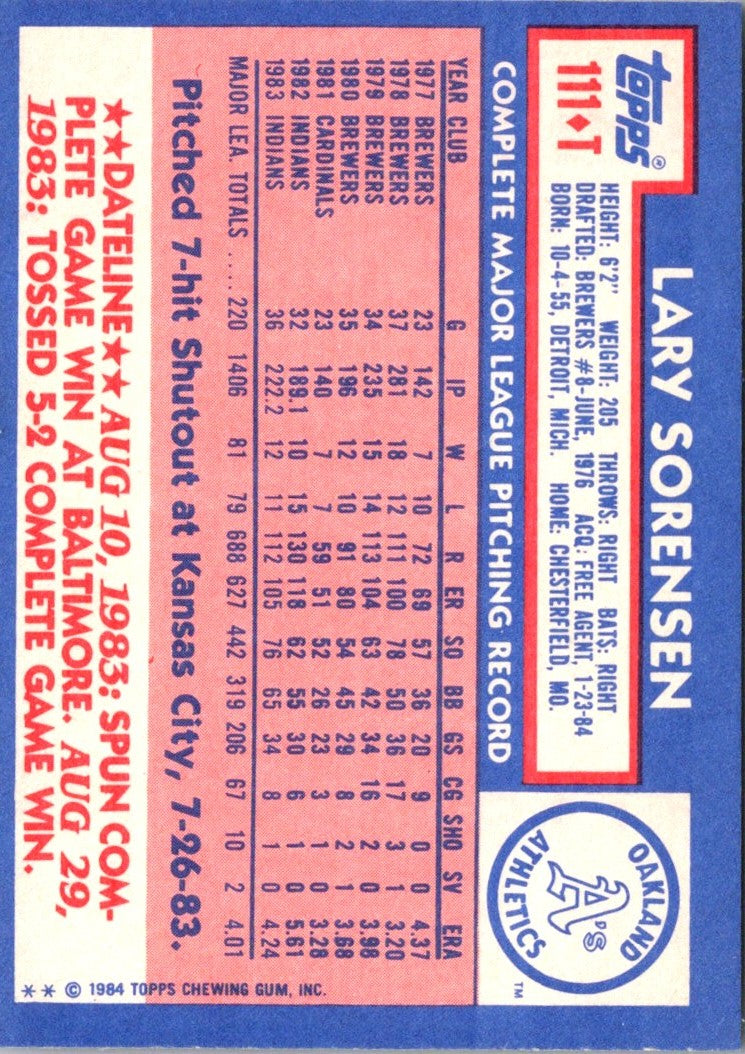 topps®
111♦T
LARY SORENSEN
HEIGHT: 6'2" WEIGHT: 205 THROWS: RIGHT BATS: RIGHT
DRAFTED: BREWERS #8-JUNE, 1976 ACQ: FREE AGENT, 1-23-84
BORN: 10-4-55, DETROIT, MICH. HOME: CHESTERFIELD, MO.
OAKLAND
A's
ATHLETICS
TM
COMPLETE MAJOR LEAGUE PITCHING RECORD
YEAR CLUB G IP W L R ER SO BB GS CG SHO SV ERA
1977 BREWERS 23 142 7 10 72 69 57 36 20 9 0 0 4.37
1978 BREWERS 37 281 18 12 111 100 78 50 36 17 3 1 3.20
1979 BREWERS 34 235 15 14 113 104 63 42 34 16 2 0 3.98
1980 BREWERS 35 196 12 10 91 80 54 45 29 8 2 1 3.68
1981 CARDINALS 23 140 7 7 59 51 52 26 23 3 1 0 3.28
1982 INDIANS 32 189.1 10 15 130 118 62 55 30 6 1 0 5.61
1983 INDIANS 36 222.2 12 11 112 105 76 65 34 8 1 0 4.24
MAJOR LEA. TOTALS .... 220 1406 81 79 688 627 442 319 206 67 10 2 4.01
Pitched 7-hit Shutout at Kansas City, 7-26-83.
★★DATELINE★★ AUG 10, 1983: SPUN COM-
PLETE GAME WIN AT BALTIMORE. AUG 29,
1983: TOSSED 5-2 COMPLETE GAME WIN.
** © 1984 TOPPS CHEWING GUM, INC.